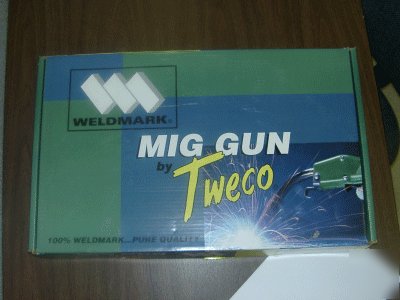 WELDMARK®
MIG GUN
by
Tweco
100% WELDMARK...PURE QUALITY